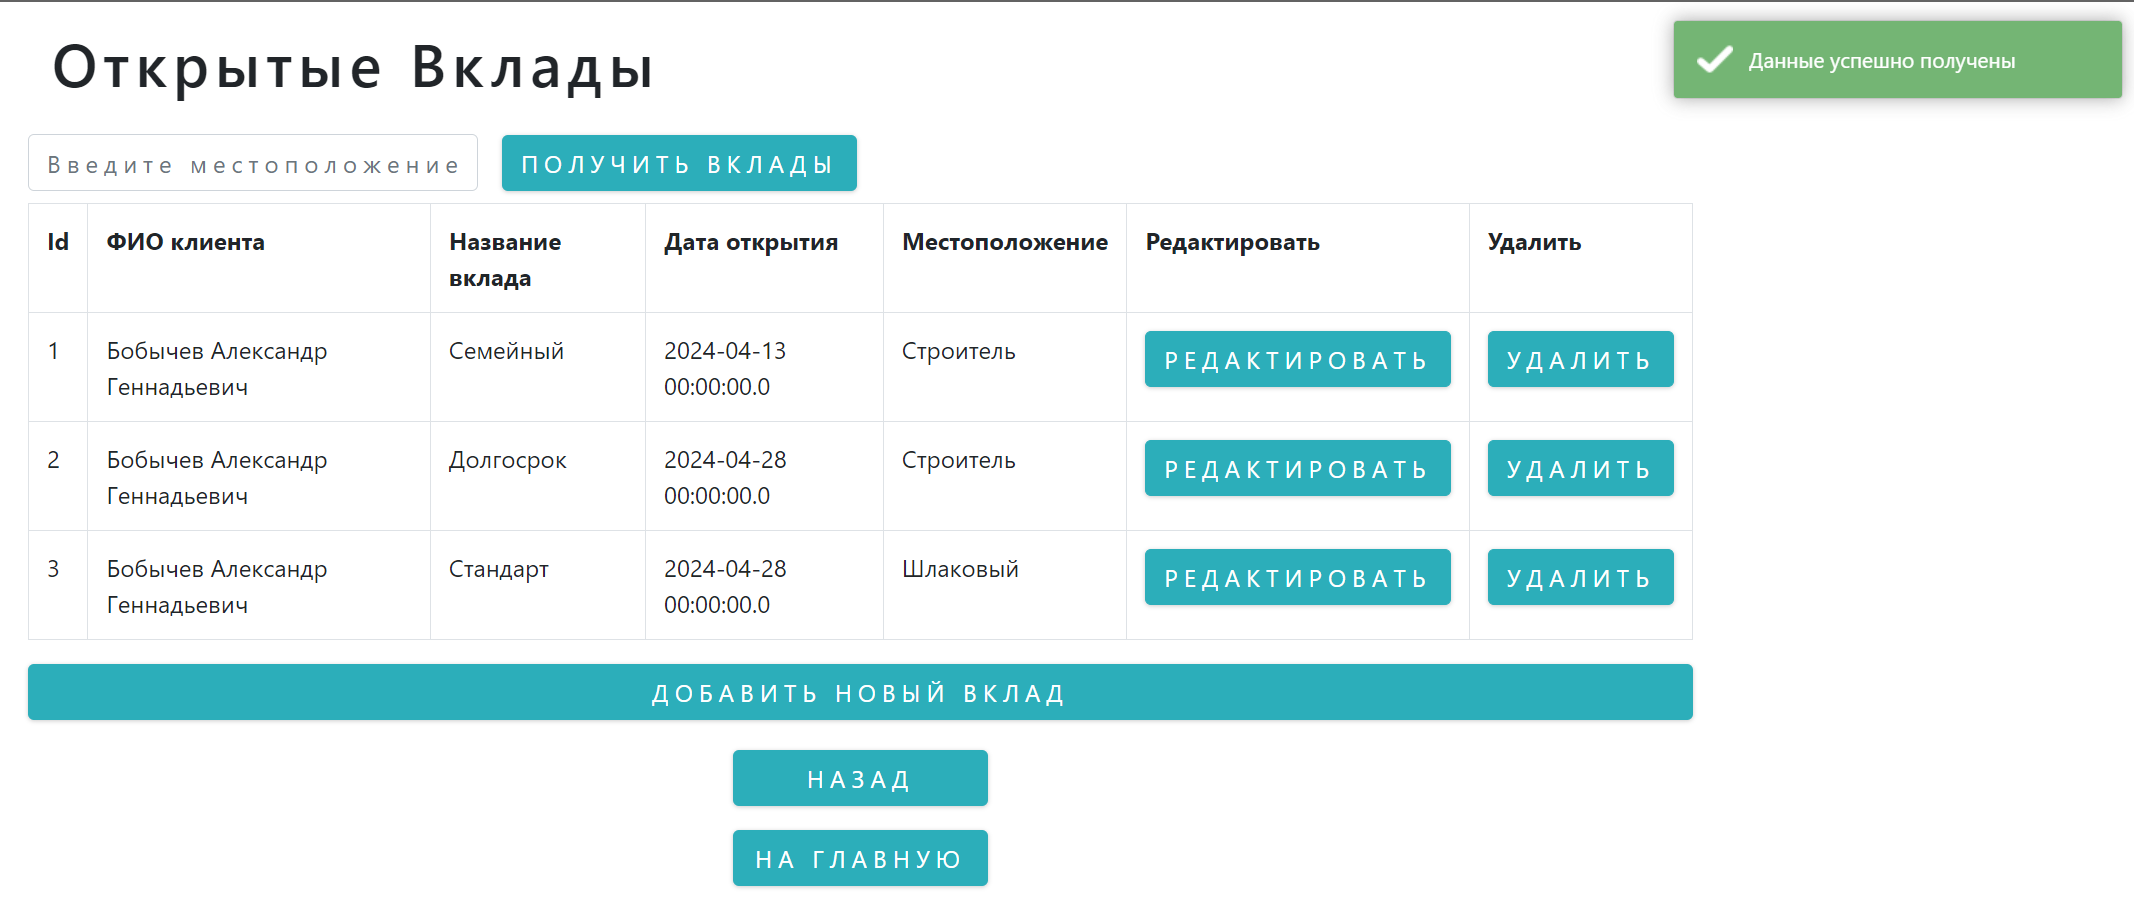 Открытые Вклады
Данные успешно получены
Введите местоположение
ПОЛУЧИТЬ ВКЛАДЫ
Id ФИО клиента Название вклада Дата открытия Местоположение Редактировать Удалить
1 Бобычев Александр Геннадьевич Семейный 2024-04-13 00:00:00.0 Строитель РЕДАКТИРОВАТЬ УДАЛИТЬ
2 Бобычев Александр Геннадьевич Долгосрок 2024-04-28 00:00:00.0 Строитель РЕДАКТИРОВАТЬ УДАЛИТЬ
3 Бобычев Александр Геннадьевич Стандарт 2024-04-28 00:00:00.0 Шлаковый РЕДАКТИРОВАТЬ УДАЛИТЬ
ДОБАВИТЬ НОВЫЙ ВКЛАД
НАЗАД
НА ГЛАВНУЮ